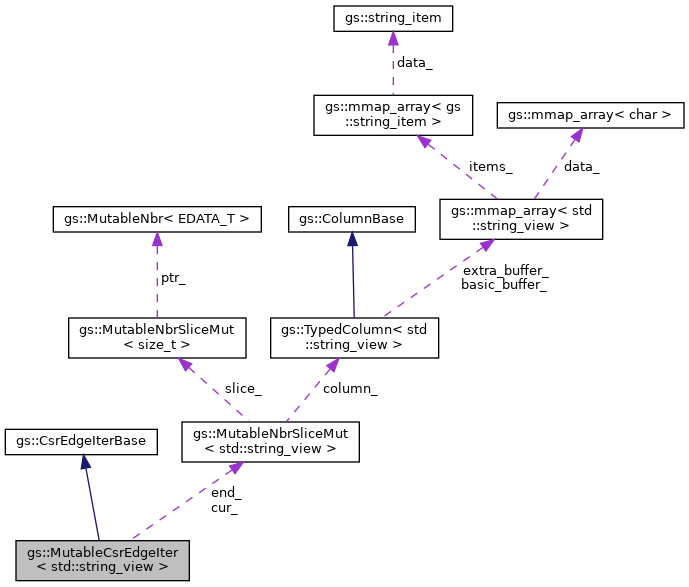 gs::string_item
data_
gs::mmap_array< gs
::string_item >
gs::mmap_array< char >
items_
data_
gs::MutableNbr< EDATA_T >
gs::ColumnBase
gs::mmap_array< std
::string_view >
ptr_
extra_buffer_
basic_buffer_
gs::MutableNbrSliceMut
< size_t >
gs::TypedColumn< std
::string_view >
slice_
column_
gs::CsrEdgeIterBase
gs::MutableNbrSliceMut
< std::string_view >
end_
cur_
gs::MutableCsrEdgeIter
< std::string_view >